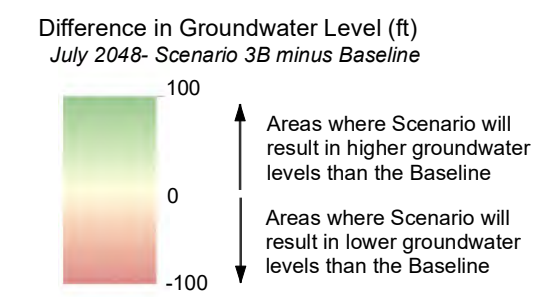 Difference in Groundwater Level (ft)
July 2048- Scenario 3B minus Baseline
100
Areas where Scenario will
result in higher groundwater
levels than the Baseline
0
Areas where Scenario will
result in lower groundwater
levels than the Baseline
-100